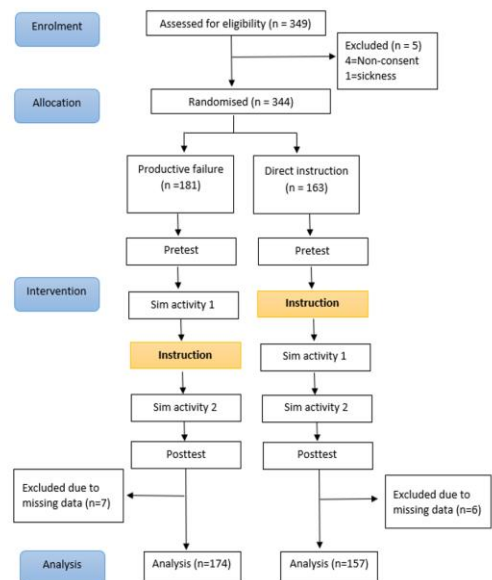 Enrolment
Assessed for eligibility (n = 349)
Excluded (n = 5)
4=Non-consent
1=sickness
Allocation
Randomised (n = 344)
Productive failure
(n =181)
Direct instruction
(n = 163)
Pretest
Pretest
Intervention
Sim activity 1
Instruction
Instruction
Sim activity 1
Sim activity 2
Sim activity 2
Posttest
Posttest
Excluded due to
missing data (n=7)
Excluded due to
missing data (n=6)
Analysis
Analysis (n=174)
Analysis (n=157)